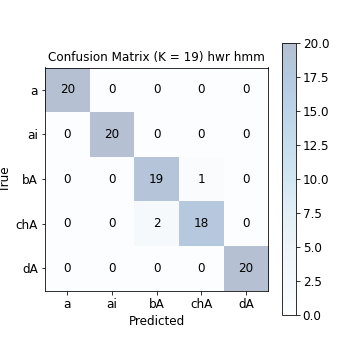 Confusion Matrix (K = 19) hwr hmm
a 20 0 0 0 0
ai 0 20 0 0 0
bA 0 0 19 1 0
chA 0 0 2 18 0
dA 0 0 0 0 20
a ai bA chA dA
True
Predicted
20.0
17.5
15.0
12.5
10.0
7.5
5.0
2.5
0.0